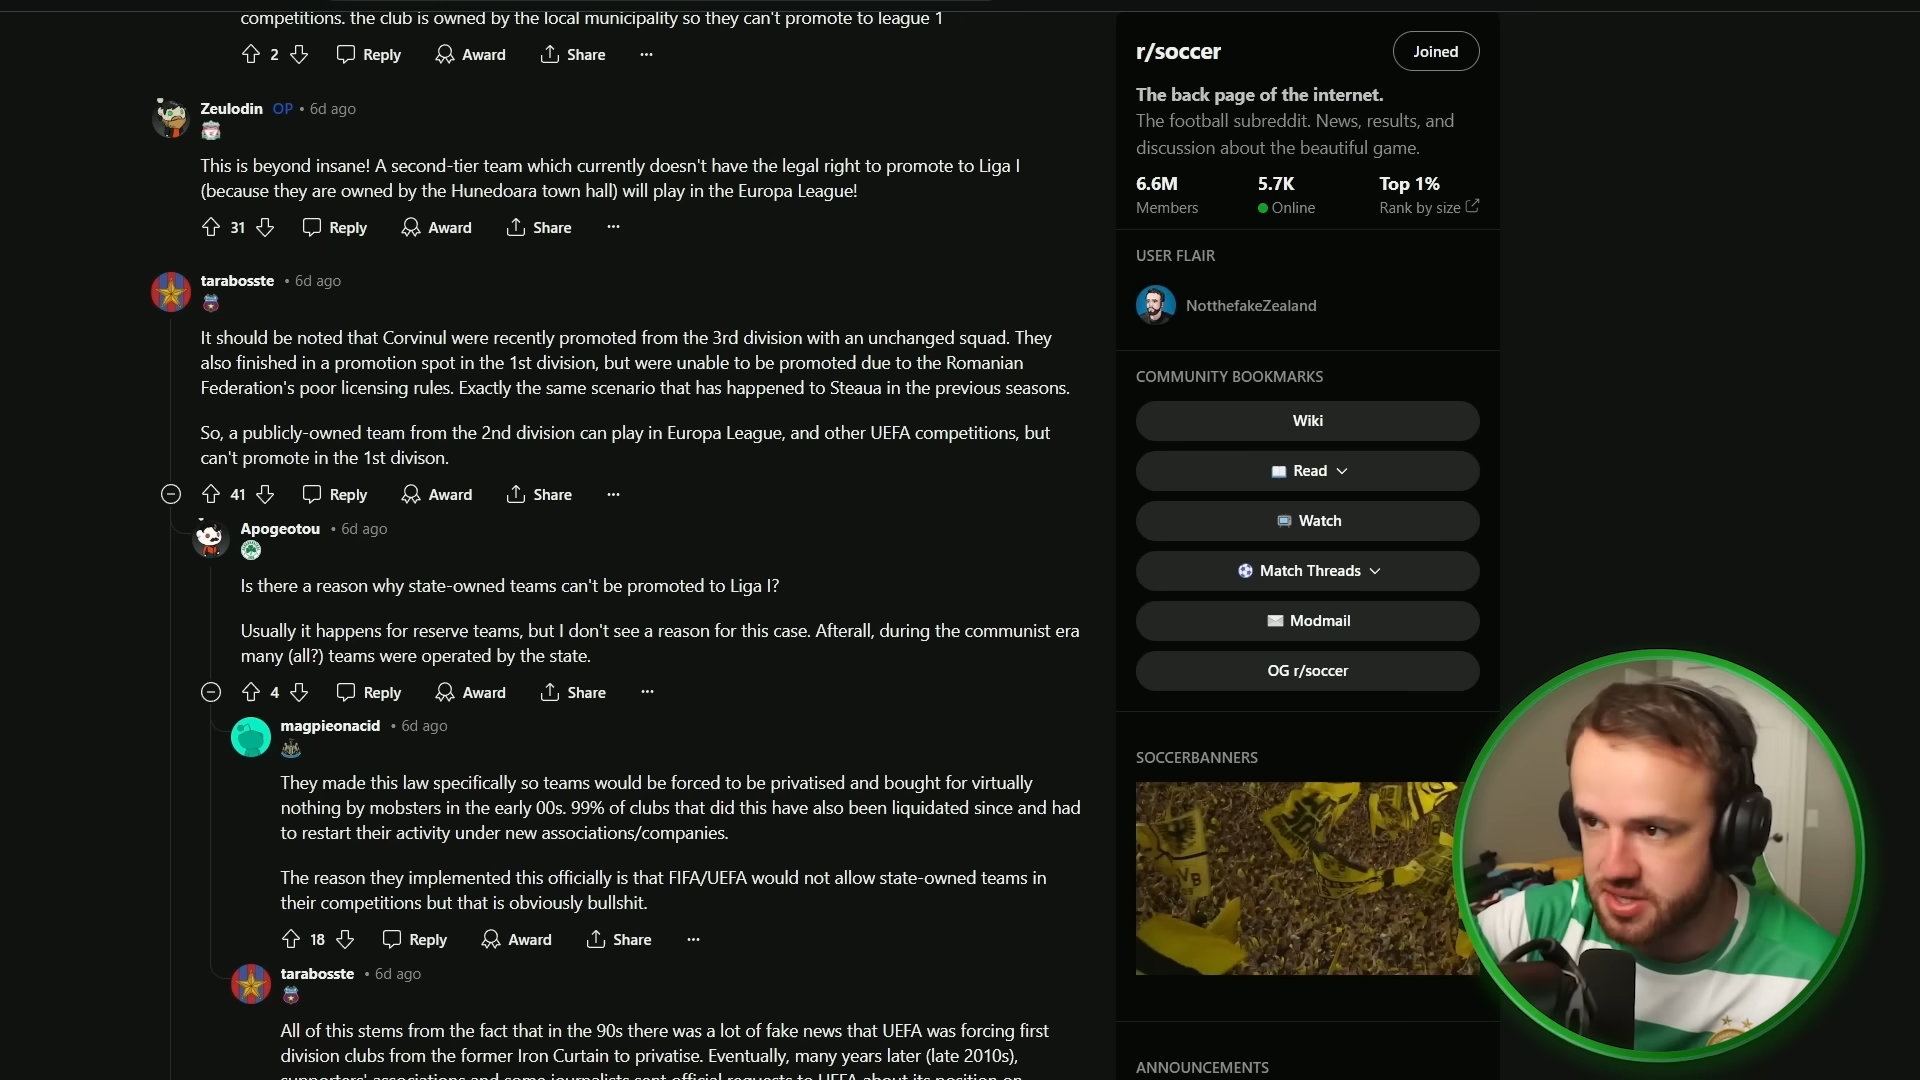 competitions. the club is owned by the local municipality so they can't promote to league 1
2 Reply Award Share
Zeulodin OP • 6d ago
This is beyond insane! A second-tier team which currently doesn't have the legal right to promote to Liga I
(because they are owned by the Hunedoara town hall) will play in the Europa League!
31 Reply Award Share
tarabosste • 6d ago
It should be noted that Corvinul were recently promoted from the 3rd division with an unchanged squad. They
also finished in a promotion spot in the 1st division, but were unable to be promoted due to the Romanian
Federation's poor licensing rules. Exactly the same scenario that has happened to Steaua in the previous seasons.
So, a publicly-owned team from the 2nd division can play in Europa League, and other UEFA competitions, but
can't promote in the 1st divison.
41 Reply Award Share
Apogeotou • 6d ago
Is there a reason why state-owned teams can't be promoted to Liga I?
Usually it happens for reserve teams, but I don't see a reason for this case. Afterall, during the communist era
many (all?) teams were operated by the state.
4 Reply Award Share
magpieonacid • 6d ago
They made this law specifically so teams would be forced to be privatised and bought for virtually
nothing by mobsters in the early 00s. 99% of clubs that did this have also been liquidated since and had
to restart their activity under new associations/companies.
The reason they implemented this officially is that FIFA/UEFA would not allow state-owned teams in
their competitions but that is obviously bullshit.
18 Reply Award Share
tarabosste • 6d ago
All of this stems from the fact that in the 90s there was a lot of fake news that UEFA was forcing first
division clubs from the former Iron Curtain to privatise. Eventually, many years later (late 2010s),
supporters' associations and some journalists sent official requests to UEFA about its position on
r/soccer Joined
The back page of the internet.
The football subreddit. News, results, and
discussion about the beautiful game.
6.6M 5.7K Top 1%
Members Online Rank by size
USER FLAIR
NotthefakeZealand
COMMUNITY BOOKMARKS
Wiki
Read
Watch
Match Threads
Modmail
OG r/soccer
SOCCERBANNERS
ANNOUNCEMENTS